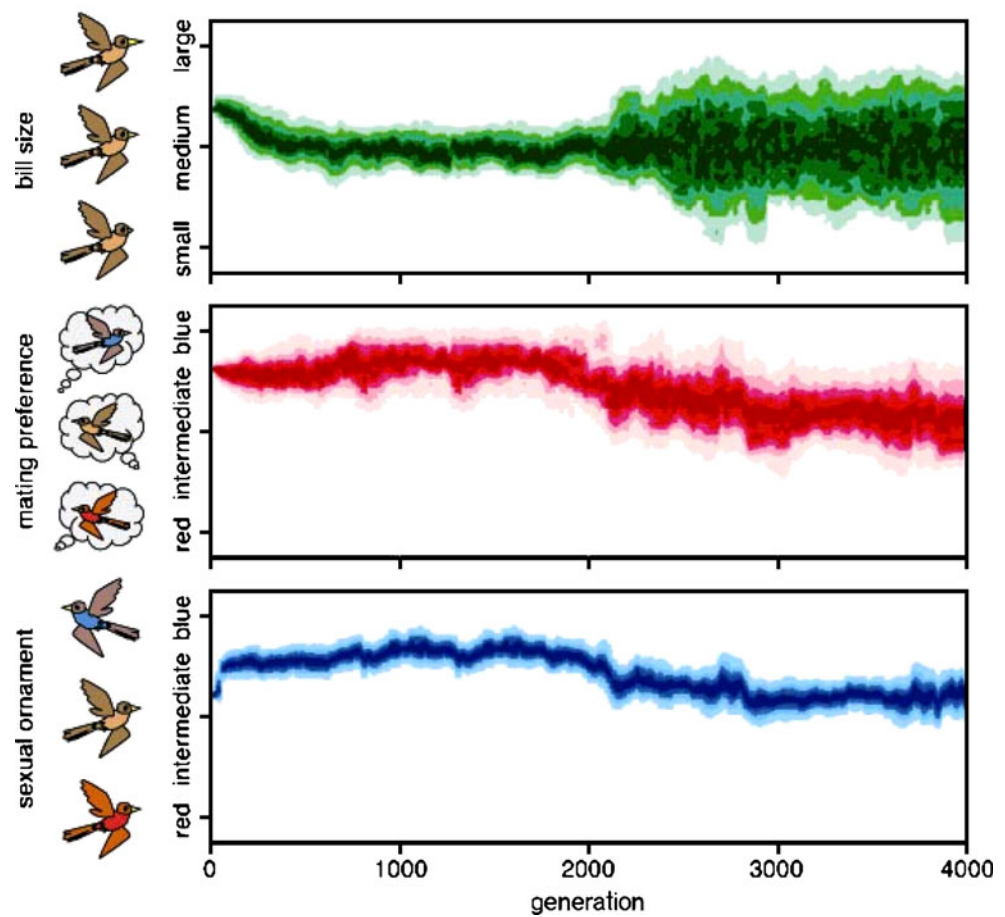 bill size
large
medium
small
mating preference
blue
intermediate
red
sexual ornament
blue
intermediate
red
0
1000
2000
3000
4000
generation